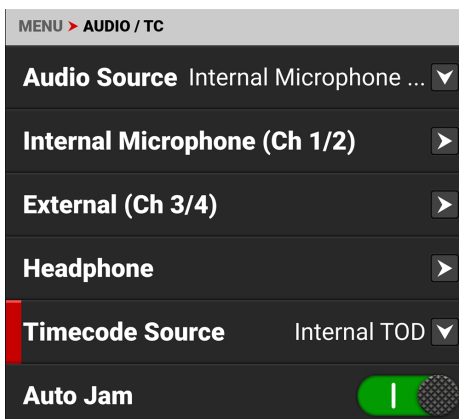 MENU ➤ AUDIO / TC
Audio Source Internal Microphone ...
Internal Microphone (Ch 1/2)
External (Ch 3/4)
Headphone
Timecode Source Internal TOD
Auto Jam